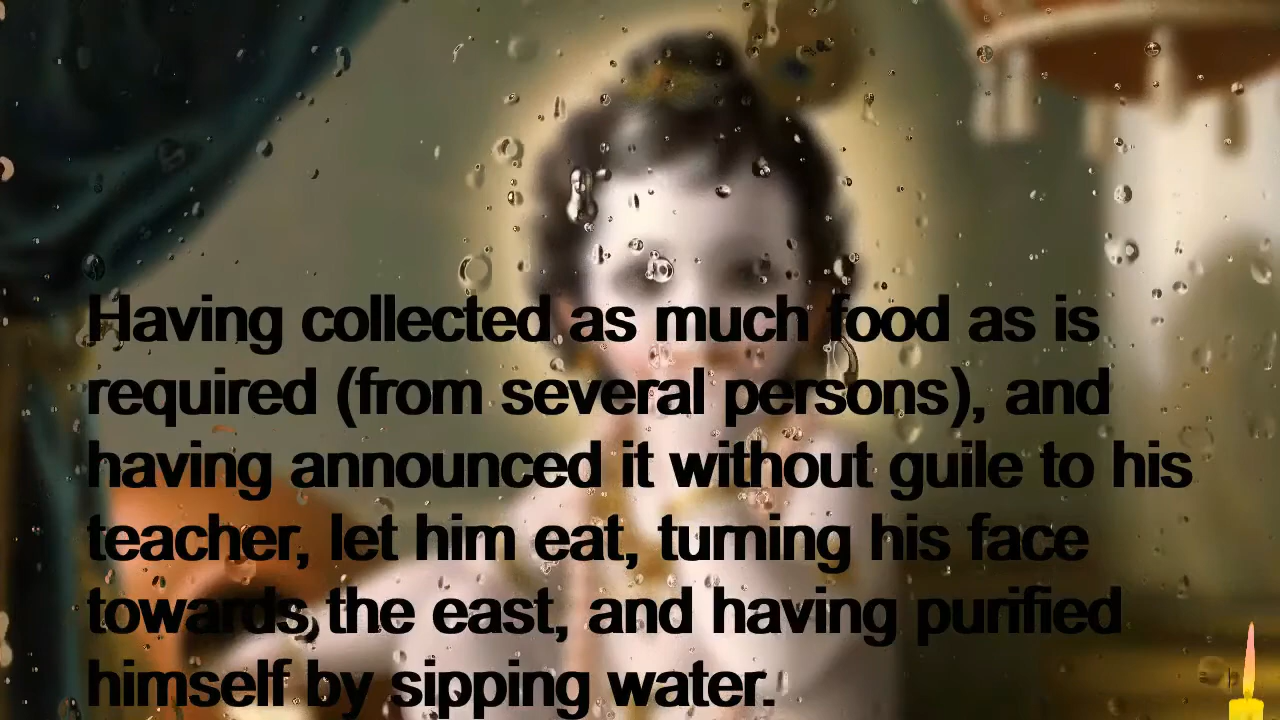 Having collected as much food as is
required (from several persons), and
having announced it without guile to his
teacher, let him eat, turning his face
towards the east, and having purified
himself by sipping water.